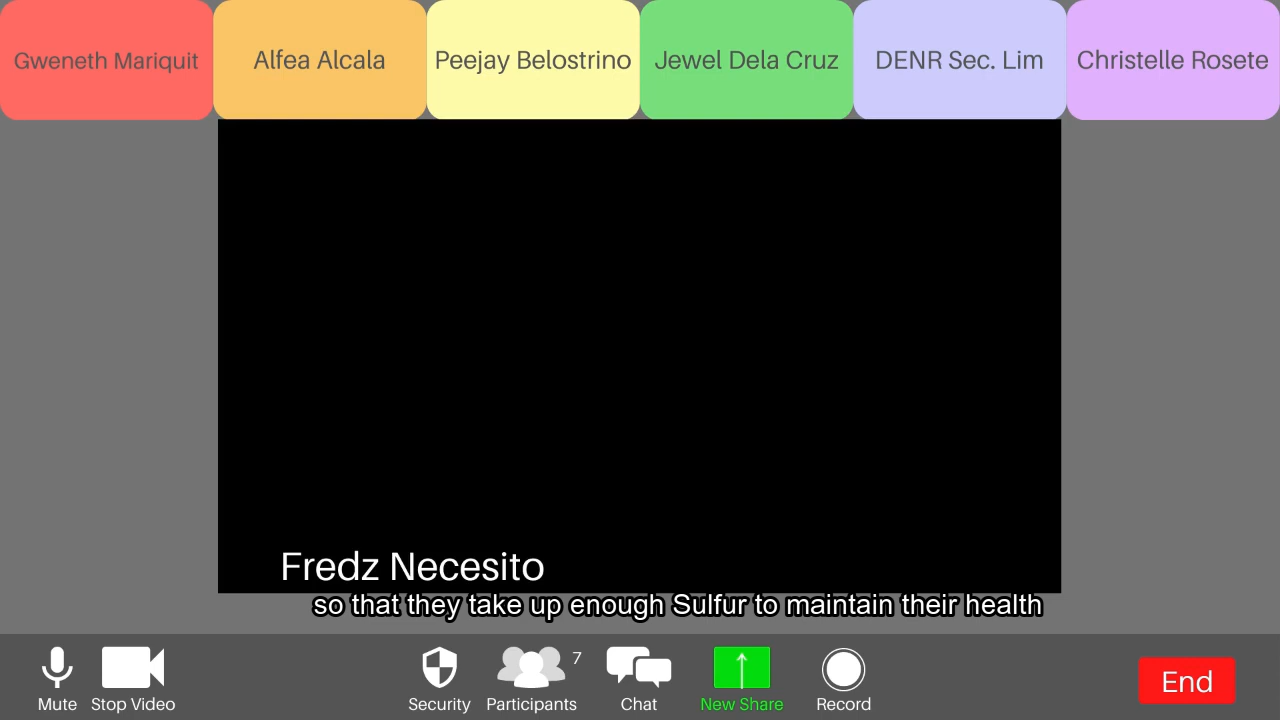 Gweneth Mariquit
Alfea Alcala
Peejay Belostrino
Jewel Dela Cruz
DENR Sec. Lim
Christelle Rosete
Fredz Necesito
so that they take up enough Sulfur to maintain their health
7
Mute
Stop Video
Security
Participants
Chat
New Share
Record
End